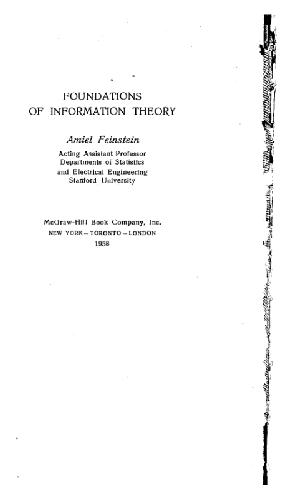 FOUNDATIONS
OF INFORMATION THEORY
Amiel Feinstein
Acting Assistant Professor
Departments of Statistics
and Electrical Engineering
Stanford University
McGraw-Hill Book Company, Inc.
NEW YORK – TORONTO – LONDON
1958